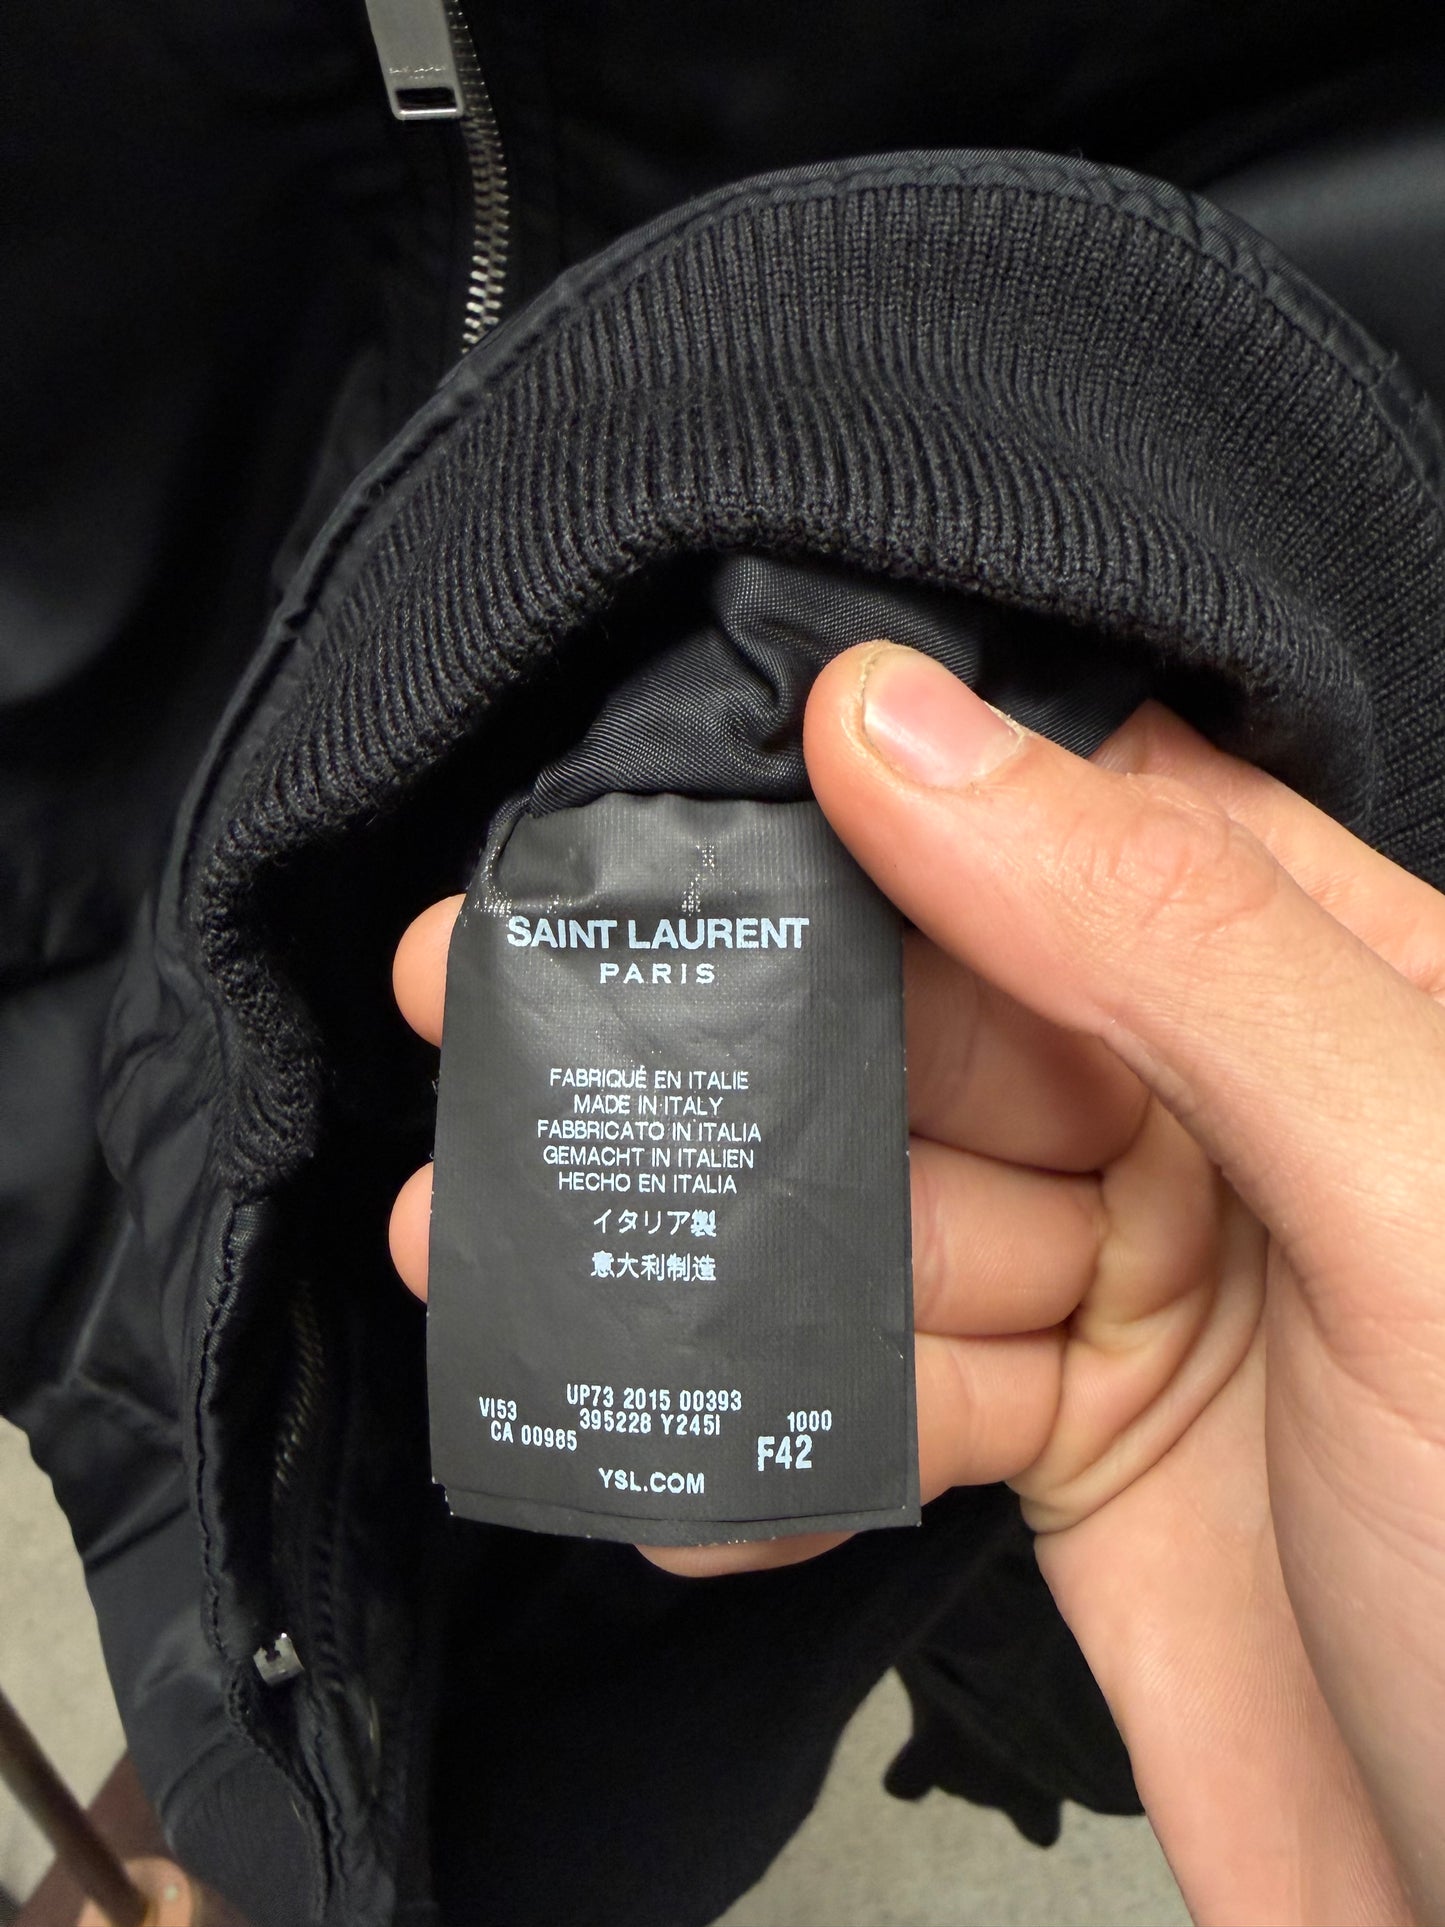 SAINT LAURENT
PARIS
FABRIQUÉ EN ITALIE
MADE IN ITALY
FABBRICATO IN ITALIA
GEMACHT IN ITALIEN
HECHO EN ITALIA
イタリア製
意大利制造
UP73 2015 00393
VI53 395228 Y245I 1000
CA 00985 F42
YSL.COM